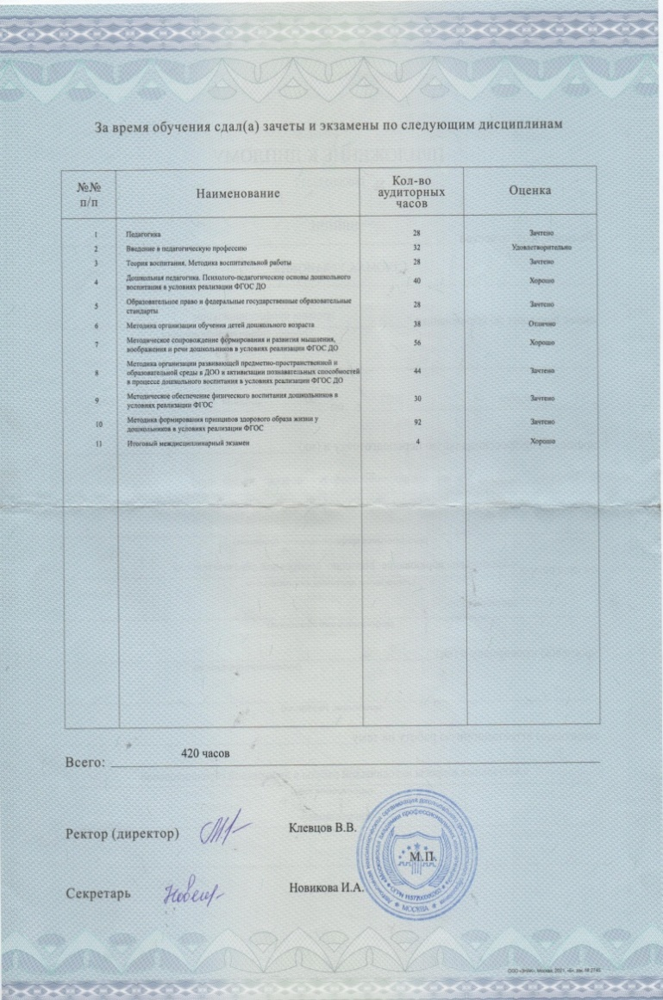 За время обучения сдал(а) зачеты и экзамены по следующим дисциплинам
№№
п/п
Наименование
Кол-во
аудиторных
часов
Оценка
1 Педагогика 28 Зачтено
2 Введение в педагогическую профессию 32 Удовлетворительно
3 Теория воспитания. Методика воспитательной работы 28 Зачтено
4 Дошкольная педагогика. Психолого-педагогические основы дошкольного
воспитания в условиях реализации ФГОС ДО 40 Хорошо
5 Образовательное право и федеральные государственные образовательные
стандарты 28 Зачтено
6 Методика организации обучения детей дошкольного возраста 38 Отлично
7 Методическое сопровождение формирования и развития мышления,
воображения и речи дошкольников в условиях реализации ФГОС ДО 56 Хорошо
8 Методика организации развивающей предметно-пространственной и
образовательной среды в ДОО и активизации познавательных способностей
в процессе дошкольного воспитания в условиях реализации ФГОС ДО 44 Зачтено
9 Методическое обеспечение физического воспитания дошкольников в
условиях реализации ФГОС 30 Зачтено
10 Методика формирования принципов здорового образа жизни у
дошкольников в условиях реализации ФГОС 92 Зачтено
11 Итоговый междисциплинарный экзамен 4 Хорошо
Всего: 420 часов
Ректор (директор) Клевцов В.В.
М.П.
Секретарь Новикова И.А.
МОСКВА